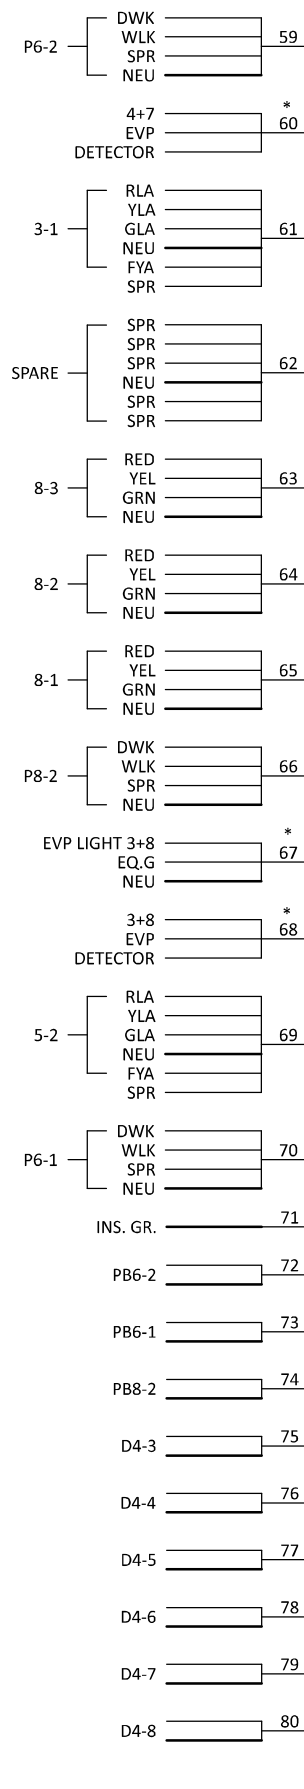 DWK
WLK 59
P6-2
SPR
NEU
*
4+7
EVP 60
DETECTOR
RLA
YLA
3-1 GLA 61
NEU
FYA
SPR
SPR
SPR
SPR 62
SPARE
NEU
SPR
SPR
RED
YEL 63
8-3
GRN
NEU
RED
YEL 64
8-2
GRN
NEU
RED
YEL 65
8-1
GRN
NEU
DWK
WLK 66
P8-2
SPR
NEU
*
EVP LIGHT 3+8
EQ.G 67
NEU
*
3+8
EVP 68
DETECTOR
RLA
YLA
5-2 GLA 69
NEU
FYA
SPR
DWK
WLK 70
P6-1
SPR
NEU
INS. GR. 71
PB6-2 72
PB6-1 73
PB8-2 74
D4-3 75
D4-4 76
D4-5 77
D4-6 78
D4-7 79
D4-8 80